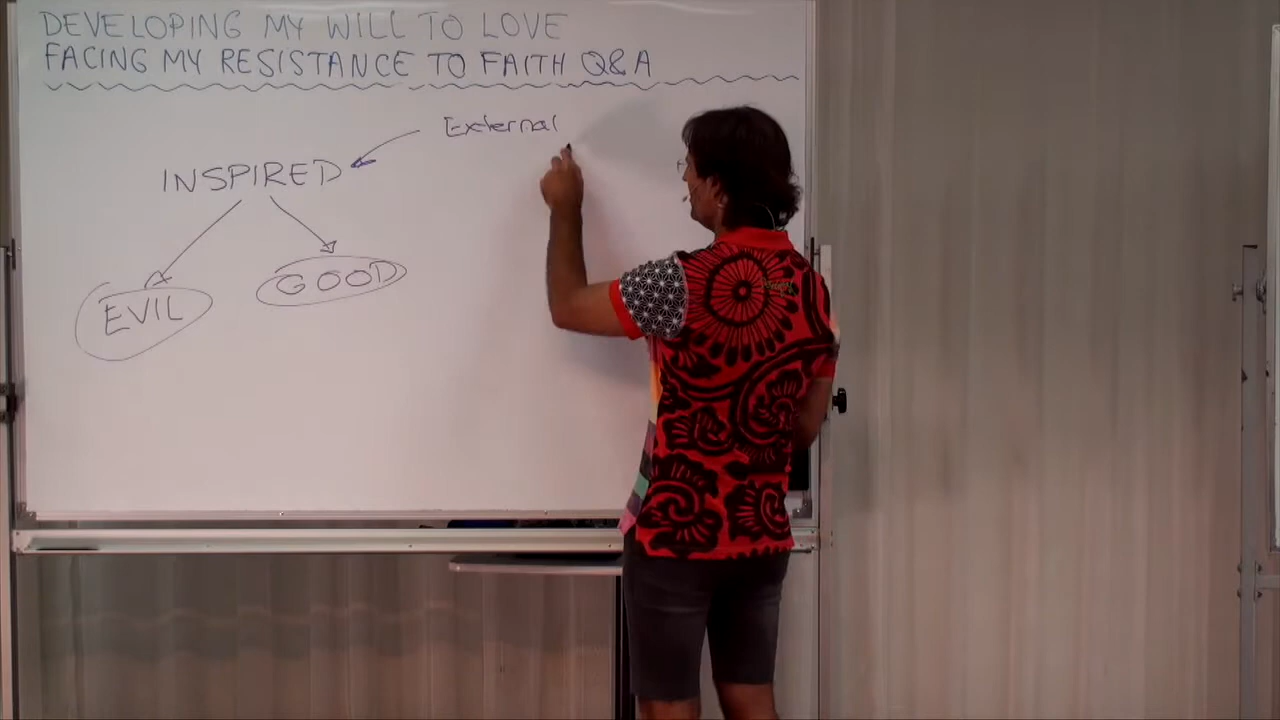 DEVELOPING MY WILL TO LOVE
FACING MY RESISTANCE TO FAITH Q&A
External
INSPIRED
GOOD
EVIL